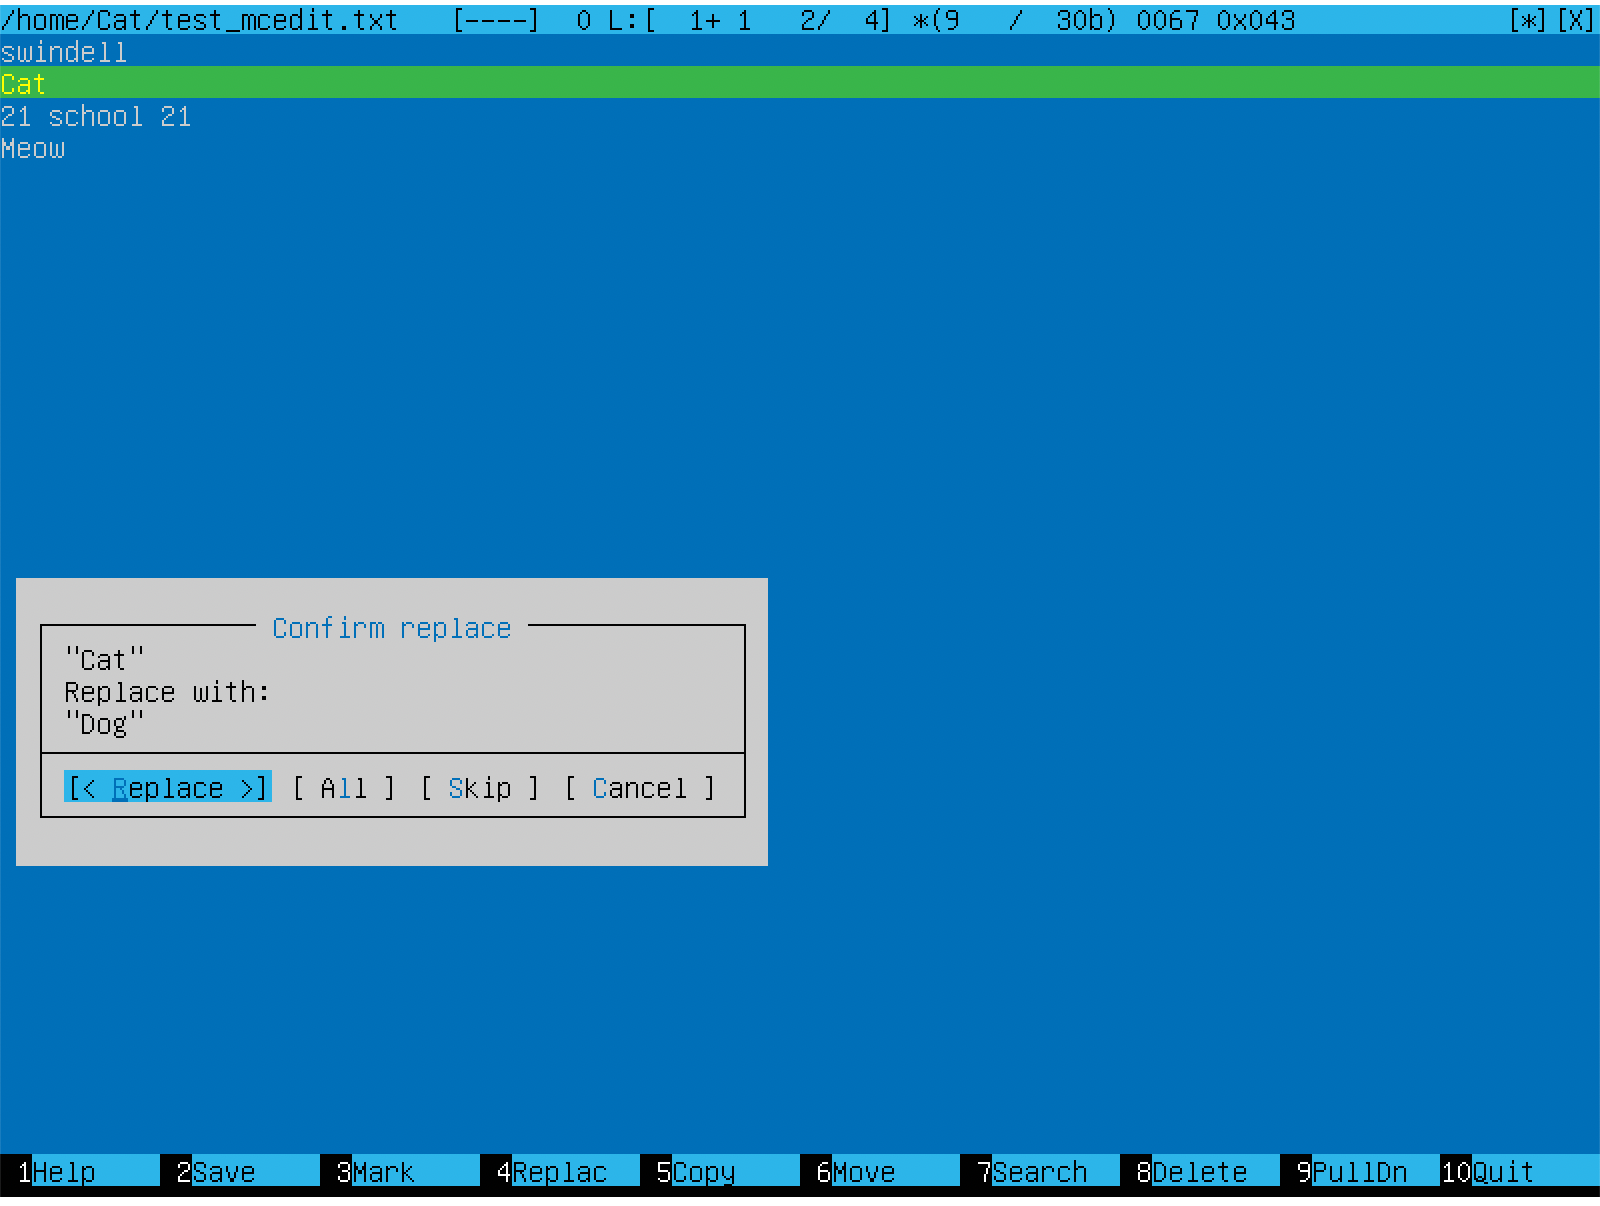 /home/Cat/test_mcedit.txt [----] 0 L:[ 1+ 1 2/ 4] *(9 / 30b) 0067 0x043 [*][X]
swindell
Cat
21 school 21
Meow
Confirm replace
"Cat"
Replace with:
"Dog"
[< Replace >] [ All ] [ Skip ] [ Cancel ]
1Help 2Save 3Mark 4Replac 5Copy 6Move 7Search 8Delete 9PullDn 10Quit